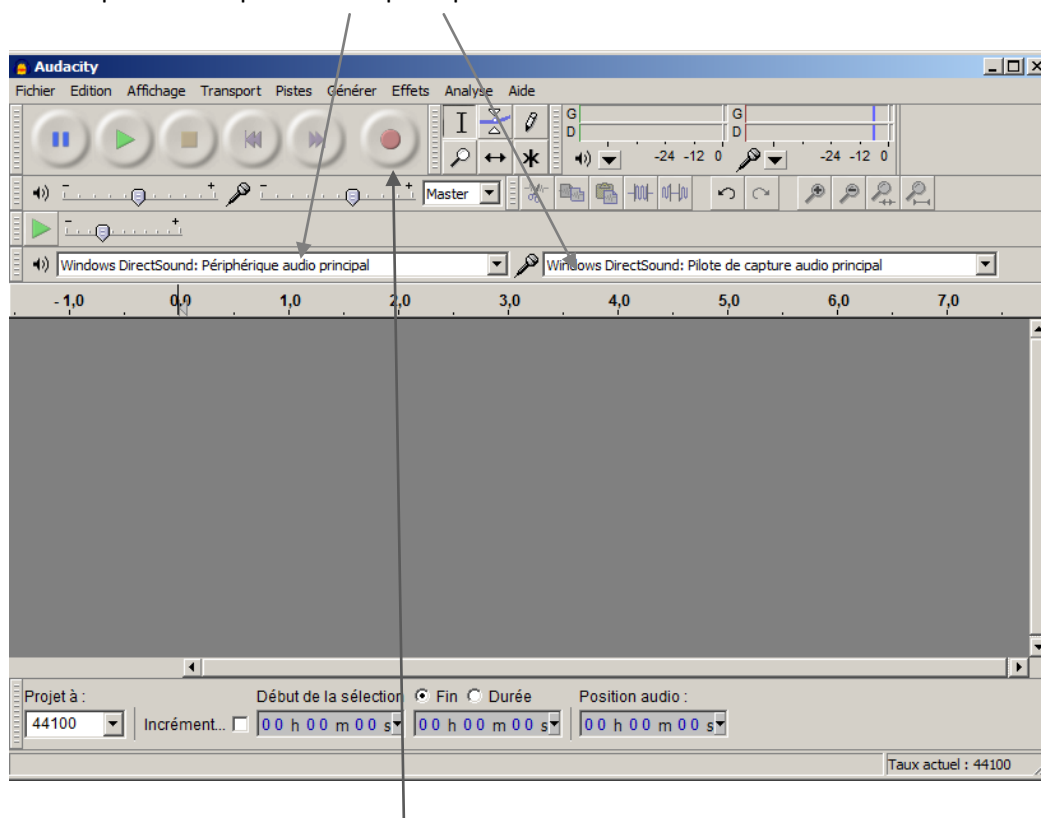 Audacity
Fichier Edition Affichage Transport Pistes Générer Effets Analyse Aide
G G
D D
-24 -12 0 -24 -12 0
- + - + Master
- +
Windows DirectSound: Périphérique audio principal Windows DirectSound: Pilote de capture audio principal
- 1,0 0,0 1,0 2,0 3,0 4,0 5,0 6,0 7,0
Projet à : Début de la sélection Fin Durée Position audio :
44100 Incrément... 00 h 00 m 00 s 00 h 00 m 00 s 00 h 00 m 00 s
Taux actuel : 44100